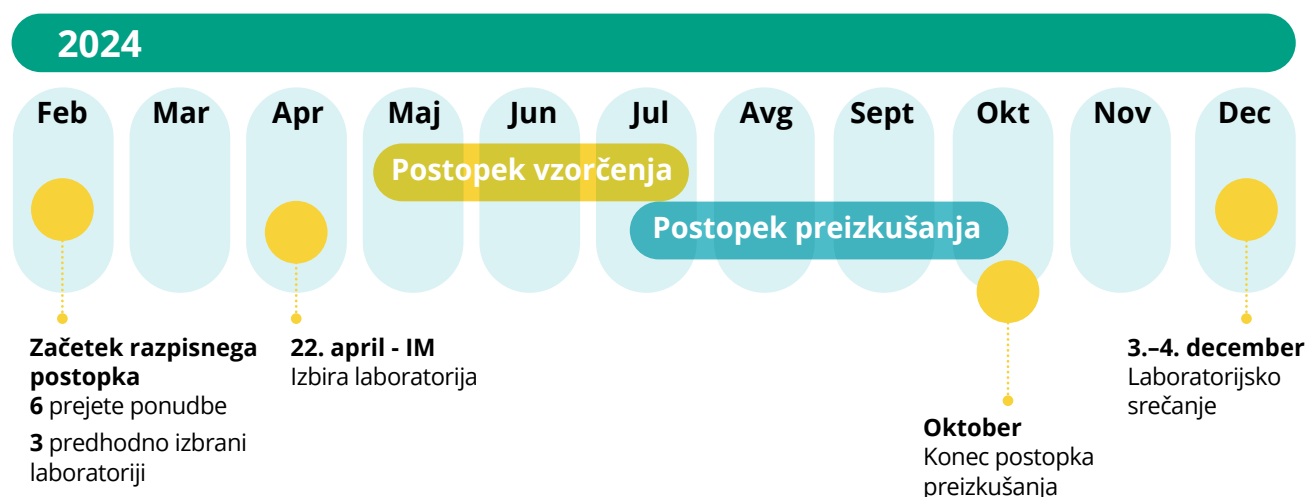 2024
Feb Mar Apr Maj Jun Jul Avg Sept Okt Nov Dec
Postopek vzorčenja
Postopek preizkušanja
Začetek razpisnega
postopka
6 prejete ponudbe
3 predhodno izbrani
laboratoriji
22. april - IM
Izbira laboratorija
Oktober
Konec postopka
preizkušanja
3.–4. december
Laboratorijsko
srečanje